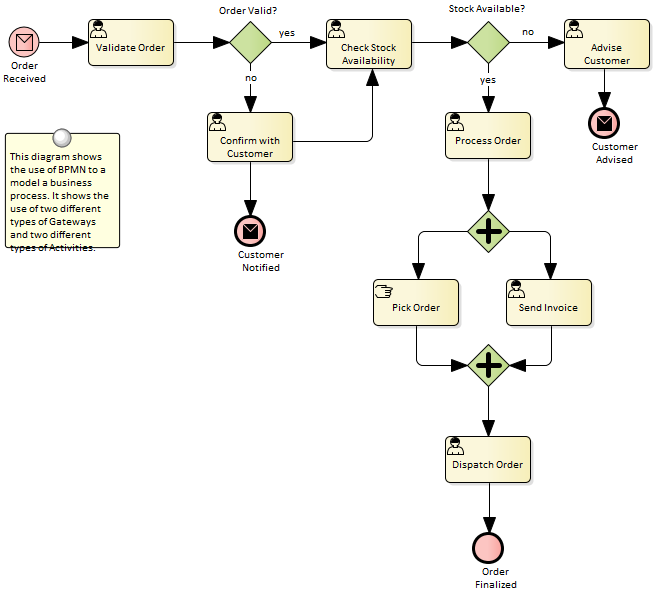 Order Valid?
Stock Available?
yes
no
Validate Order
Check Stock
Availability
Advise
Customer
Order
Received
no
yes
Confirm with
Customer
Process Order
Customer
Advised
This diagram shows
the use of BPMN to a
model a business
process. It shows the
use of two different
types of Gateways
and two different
types of Activities.
Customer
Notified
Pick Order
Send Invoice
Dispatch Order
Order
Finalized